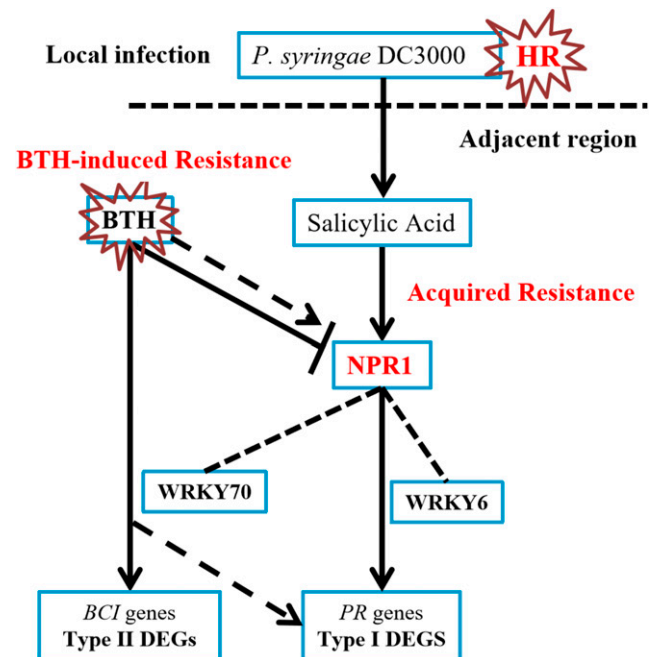 Local infection
P. syringae DC3000
HR
Adjacent region
BTH-induced Resistance
BTH
Salicylic Acid
Acquired Resistance
NPR1
WRKY70
WRKY6
BCI genes
Type II DEGs
PR genes
Type I DEGS